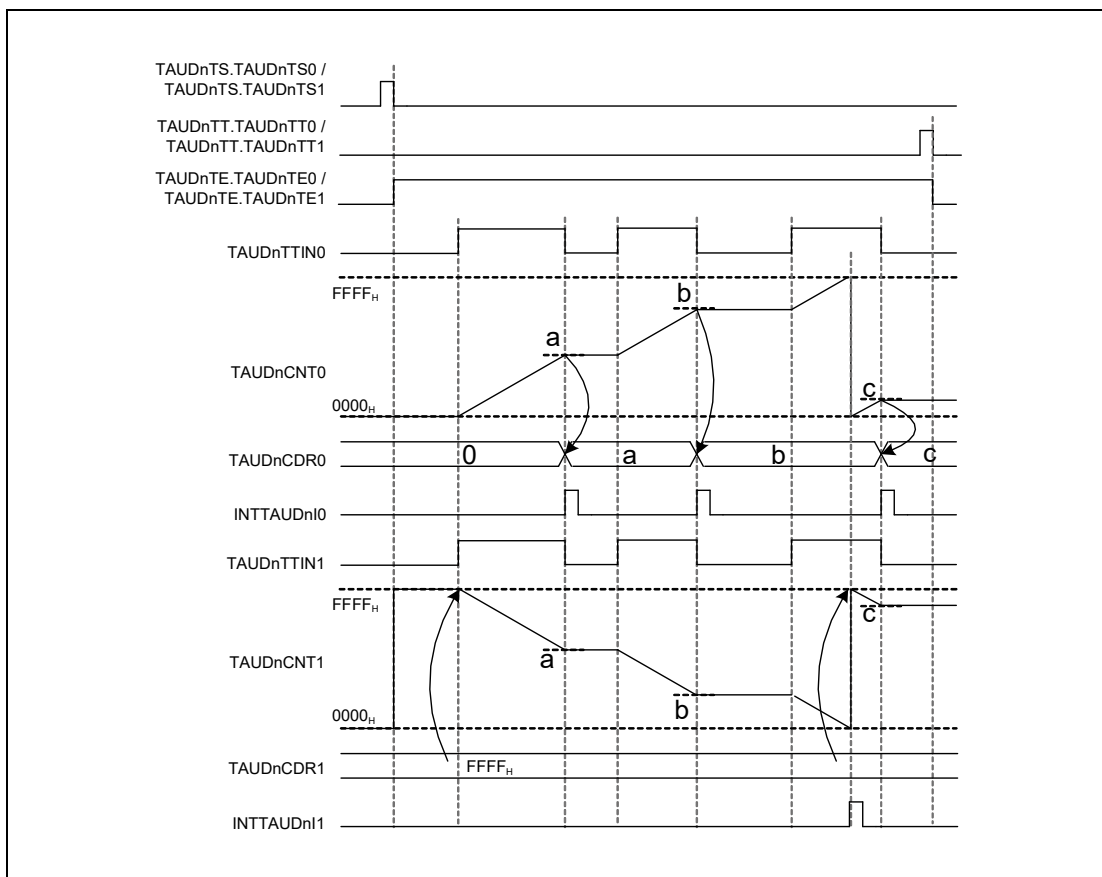 TAUDnTS.TAUDnTS0 /
TAUDnTS.TAUDnTS1
TAUDnTT.TAUDnTT0 /
TAUDnTT.TAUDnTT1
TAUDnTE.TAUDnTE0 /
TAUDnTE.TAUDnTE1
TAUDnTTIN0
FFFFH
b
a
TAUDnCNT0
c
0000H
TAUDnCDR0
0 a b c
INTTAUDnI0
TAUDnTTIN1
FFFFH
c
TAUDnCNT1
a
b
0000H
TAUDnCDR1
FFFFH
INTTAUDnI1